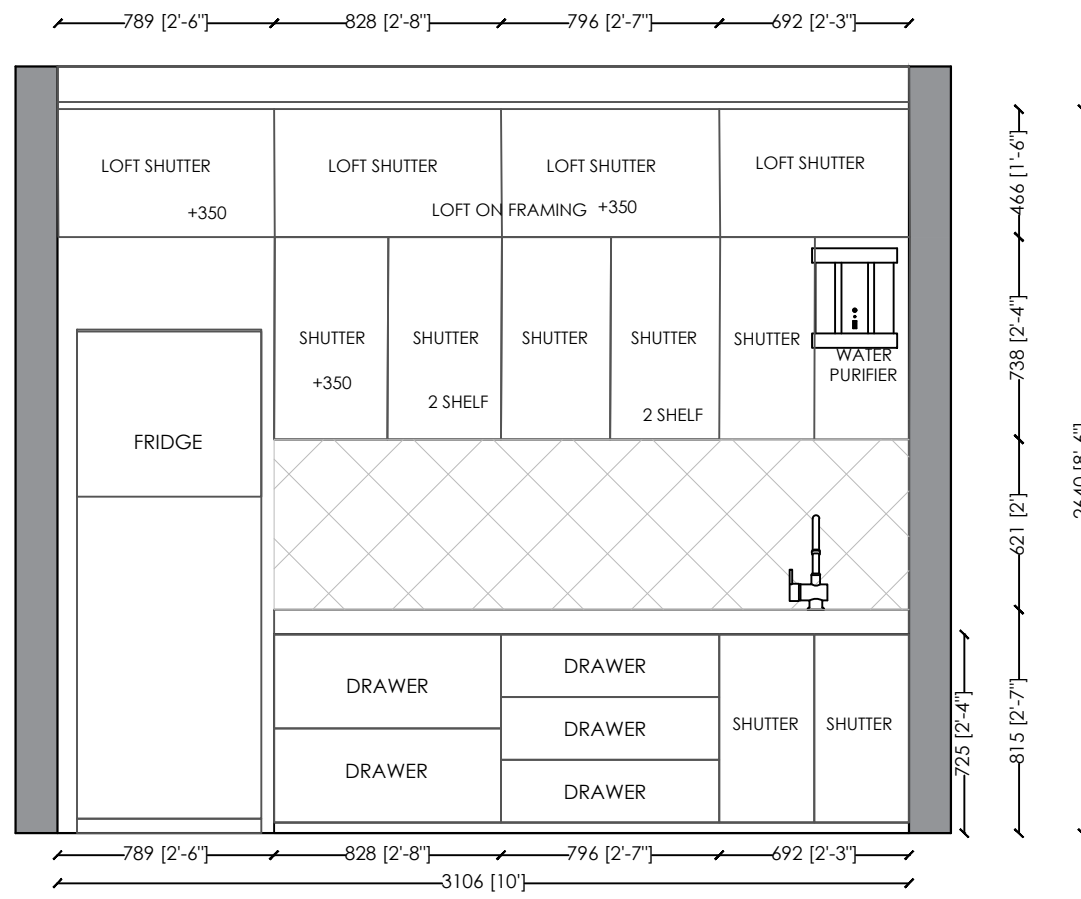 789 [2'-6"] 828 [2'-8"] 796 [2'-7"] 692 [2'-3"]
LOFT SHUTTER LOFT SHUTTER LOFT SHUTTER LOFT SHUTTER
+350 LOFT ON FRAMING +350
466 [1'-6"]
SHUTTER SHUTTER SHUTTER SHUTTER SHUTTER
WATER
PURIFIER
+350
2 SHELF 2 SHELF
738 [2'-4"]
FRIDGE
621 [2']
2640 [8'-6"]
DRAWER DRAWER
DRAWER DRAWER
DRAWER
SHUTTER SHUTTER
725 [2'-4"]
815 [2'-7"]
789 [2'-6"] 828 [2'-8"] 796 [2'-7"] 692 [2'-3"]
3106 [10']